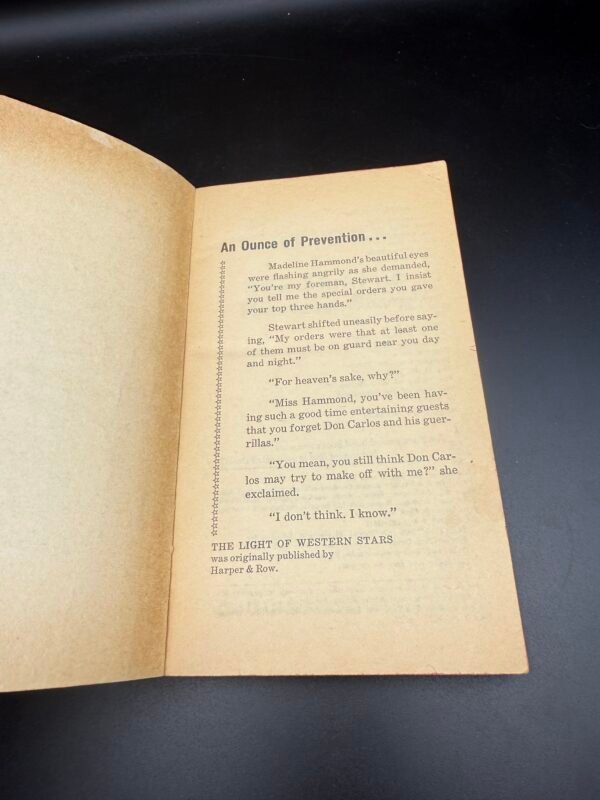 An Ounce of Prevention...
Madeline Hammond's beautiful eyes
were flashing angrily as she demanded,
"You're my foreman, Stewart. I insist
you tell me the special orders you gave
your top three hands."
Stewart shifted uneasily before say-
ing, "My orders were that at least one
of them must be on guard near you day
and night."
"For heaven's sake, why?"
"Miss Hammond, you've been hav-
ing such a good time entertaining guests
that you forget Don Carlos and his guer-
rillas."
"You mean, you still think Don Car-
los may try to make off with me?" she
exclaimed.
"I don't think. I know."
THE LIGHT OF WESTERN STARS
was originally published by
Harper & Row.